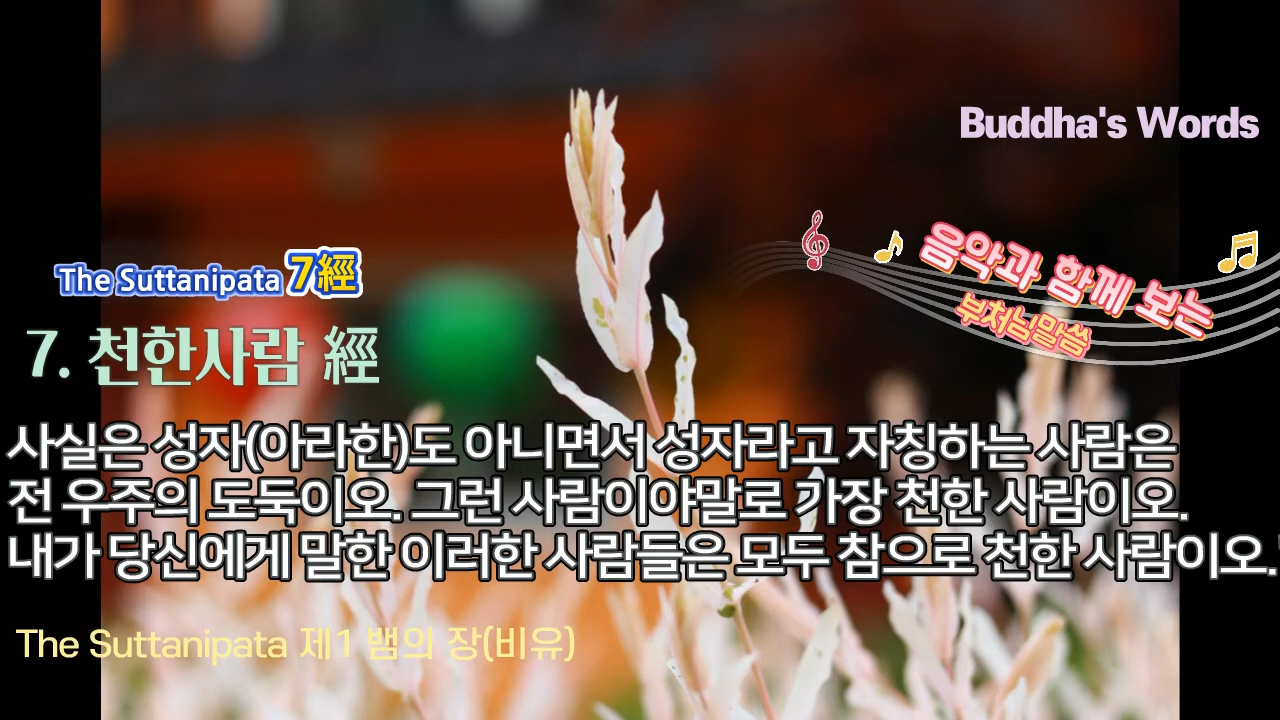 Buddha's Words
음악과 함께 보는
부처님말씀
The Suttanipata 7經
7. 천한사람 經
사실은 성자(아라한)도 아니면서 성자라고 자칭하는 사람은
전 우주의 도둑이오. 그런 사람이야말로 가장 천한 사람이오.
내가 당신에게 말한 이러한 사람들은 모두 참으로 천한 사람이오.
The Suttanipata 제1 뱀의 장(비유)